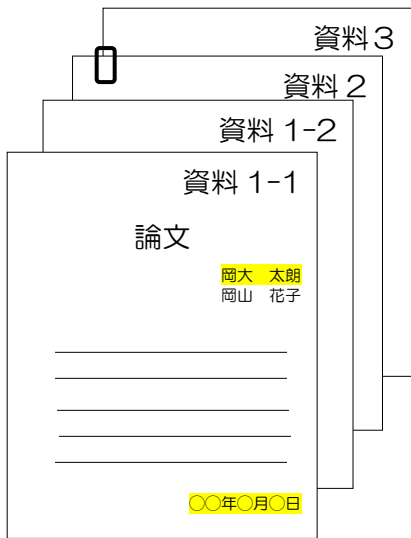 資料3
資料2
資料1-2
資料1-1
論文
岡大　太朗
岡山　花子
〇〇年〇月〇日